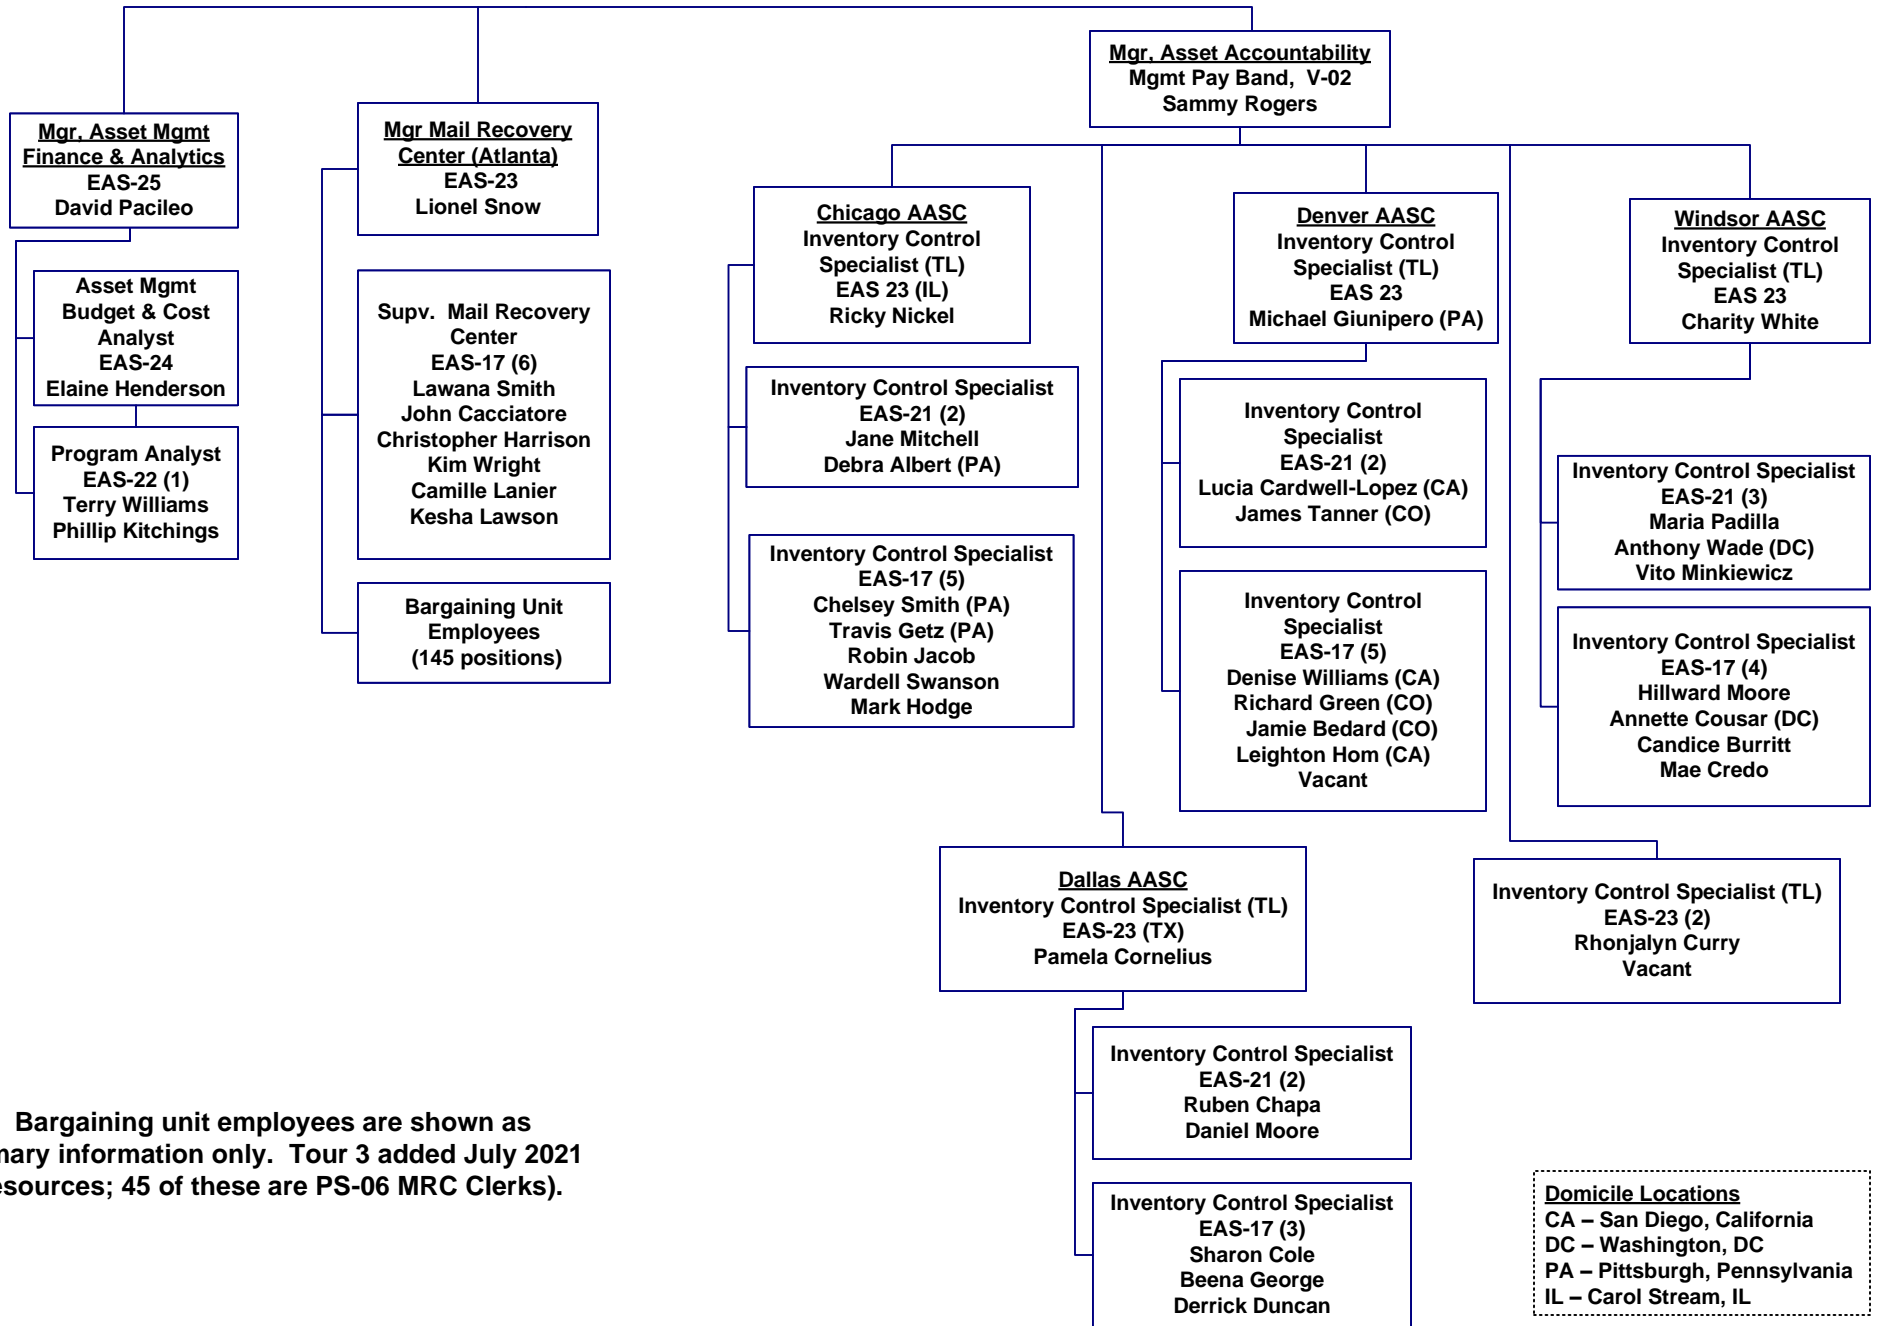 Mgr, Asset Accountability
Mgmt Pay Band, V-02
Sammy Rogers
Mgr, Asset Mgmt
Finance & Analytics
EAS-25
David Pacileo
Mgr Mail Recovery
Center (Atlanta)
EAS-23
Lionel Snow
Asset Mgmt
Budget & Cost
Analyst
EAS-24
Elaine Henderson
Program Analyst
EAS-22 (1)
Terry Williams
Phillip Kitchings
Supv. Mail Recovery
Center
EAS-17 (6)
Lawana Smith
John Cacciatore
Christopher Harrison
Kim Wright
Camille Lanier
Kesha Lawson
Bargaining Unit
Employees
(145 positions)
Chicago AASC
Inventory Control
Specialist (TL)
EAS 23 (IL)
Ricky Nickel
Inventory Control Specialist
EAS-21 (2)
Jane Mitchell
Debra Albert (PA)
Inventory Control Specialist
EAS-17 (5)
Chelsey Smith (PA)
Travis Getz (PA)
Robin Jacob
Wardell Swanson
Mark Hodge
Denver AASC
Inventory Control
Specialist (TL)
EAS 23
Michael Giunipero (PA)
Inventory Control
Specialist
EAS-21 (2)
Lucia Cardwell-Lopez (CA)
James Tanner (CO)
Inventory Control
Specialist
EAS-17 (5)
Denise Williams (CA)
Richard Green (CO)
Jamie Bedard (CO)
Leighton Hom (CA)
Vacant
Windsor AASC
Inventory Control
Specialist (TL)
EAS 23
Charity White
Inventory Control Specialist
EAS-21 (3)
Maria Padilla
Anthony Wade (DC)
Vito Minkiewicz
Inventory Control Specialist
EAS-17 (4)
Hillward Moore
Annette Cousar (DC)
Candice Burritt
Mae Credo
Dallas AASC
Inventory Control Specialist (TL)
EAS-23 (TX)
Pamela Cornelius
Inventory Control Specialist
EAS-21 (2)
Ruben Chapa
Daniel Moore
Inventory Control Specialist
EAS-17 (3)
Sharon Cole
Beena George
Derrick Duncan
Inventory Control Specialist (TL)
EAS-23 (2)
Rhonjalyn Curry
Vacant
Bargaining unit employees are shown as
information only. Tour 3 added July 2021
45 of these are PS-06 MRC Clerks).
Domicile Locations
CA – San Diego, California
DC – Washington, DC
PA – Pittsburgh, Pennsylvania
IL – Carol Stream, IL